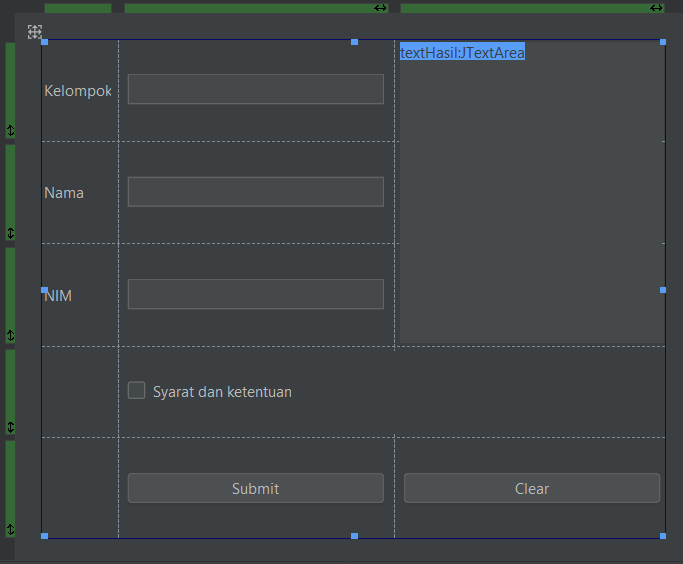 textHasil:JTextArea
Kelompok
Nama
NIM
Syarat dan ketentuan
Submit Clear